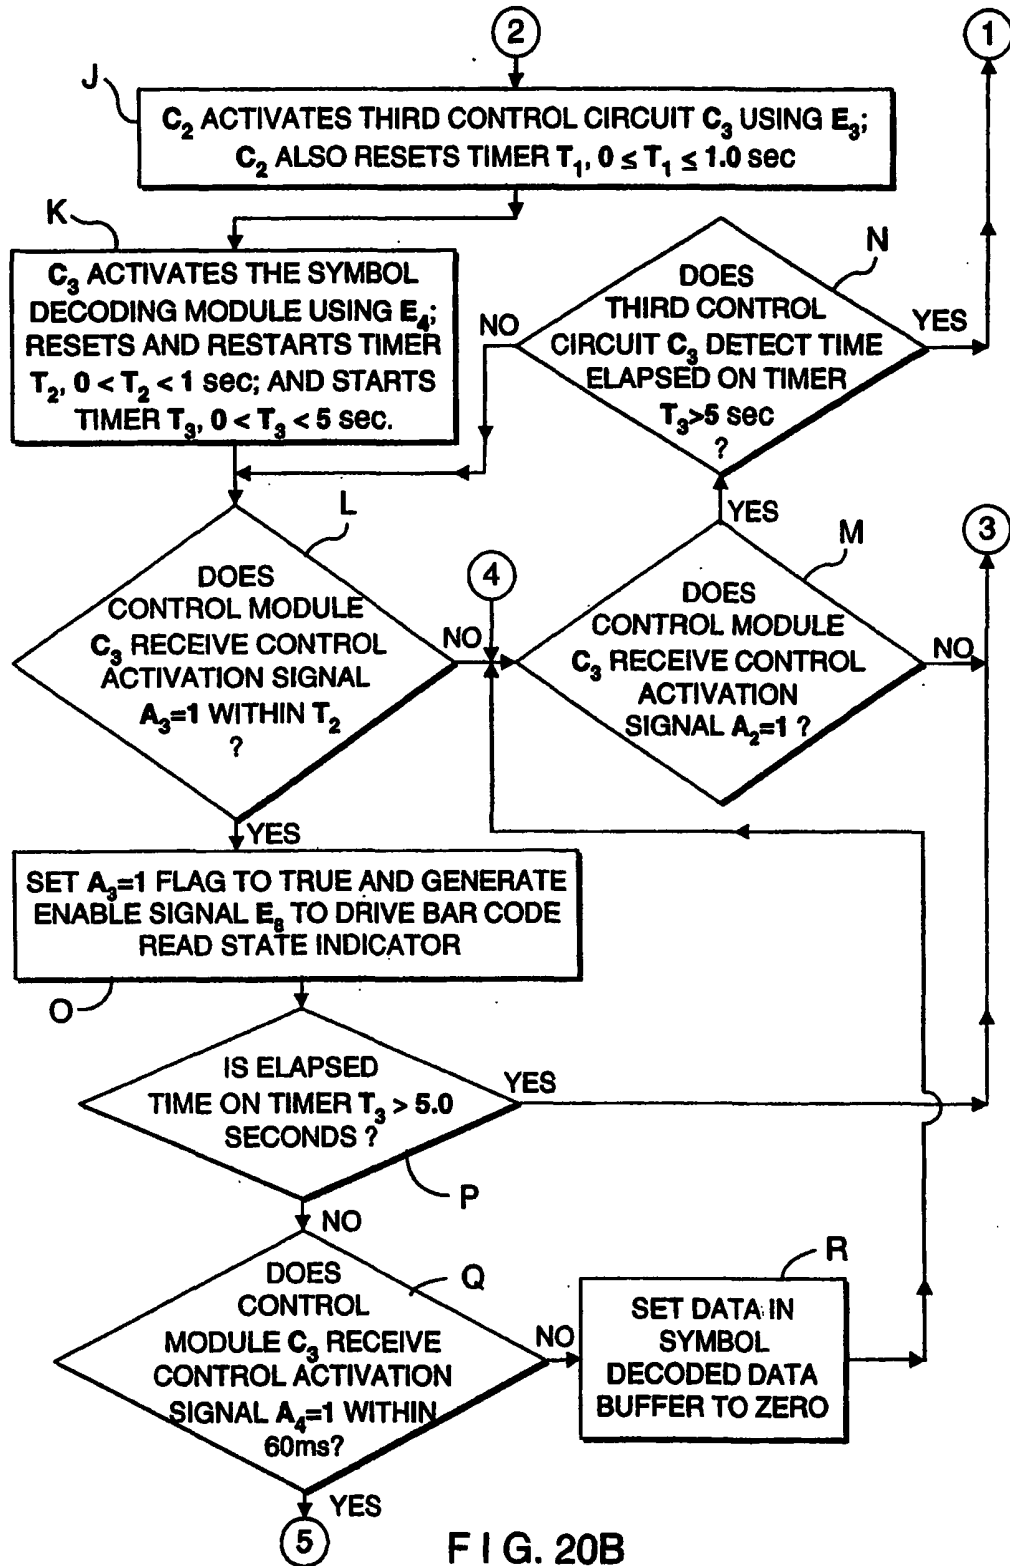 2
1
J
C₂ ACTIVATES THIRD CONTROL CIRCUIT C₃ USING E₃;
C₂ ALSO RESETS TIMER T₁, 0 ≤ T₁ ≤ 1.0 sec
K
C₃ ACTIVATES THE SYMBOL
DECODING MODULE USING E₄;
RESETS AND RESTARTS TIMER
T₂, 0 < T₂ < 1 sec; AND STARTS
TIMER T₃, 0 < T₃ < 5 sec.
N
DOES
THIRD CONTROL
CIRCUIT C₃ DETECT TIME
ELAPSED ON TIMER
T₃>5 sec
?
NO
YES
YES
L
DOES
CONTROL MODULE
C₃ RECEIVE CONTROL
ACTIVATION SIGNAL
A₃=1 WITHIN T₂
?
NO
YES
4
M
DOES
CONTROL MODULE
C₃ RECEIVE CONTROL
ACTIVATION
SIGNAL A₂=1 ?
NO
3
SET A₃=1 FLAG TO TRUE AND GENERATE
ENABLE SIGNAL E₈ TO DRIVE BAR CODE
READ STATE INDICATOR
O
IS ELAPSED
TIME ON TIMER T₃ > 5.0
SECONDS ?
YES
P
NO
Q
DOES
CONTROL
MODULE C₃ RECEIVE
CONTROL ACTIVATION
SIGNAL A₄=1 WITHIN
60ms?
NO
R
SET DATA IN
SYMBOL
DECODED DATA
BUFFER TO ZERO
YES
5
FIG. 20B